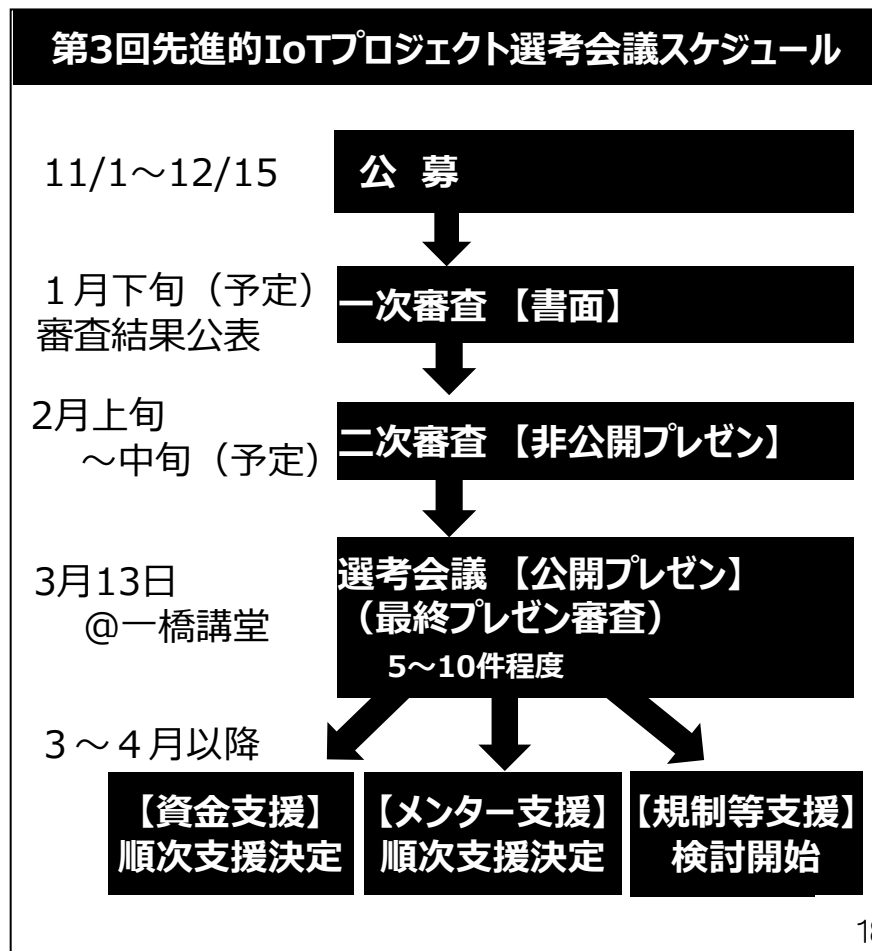 第3回先進的IoTプロジェクト選考会議スケジュール
11/1～12/15
公 募
１月下旬（予定）
審査結果公表
一次審査 【書面】
2月上旬
～中旬（予定）
二次審査 【非公開プレゼン】
3月13日
@一橋講堂
選考会議 【公開プレゼン】
（最終プレゼン審査）
5～10件程度
３～４月以降
【資金支援】
順次支援決定
【メンター支援】
順次支援決定
【規制等支援】
検討開始
18